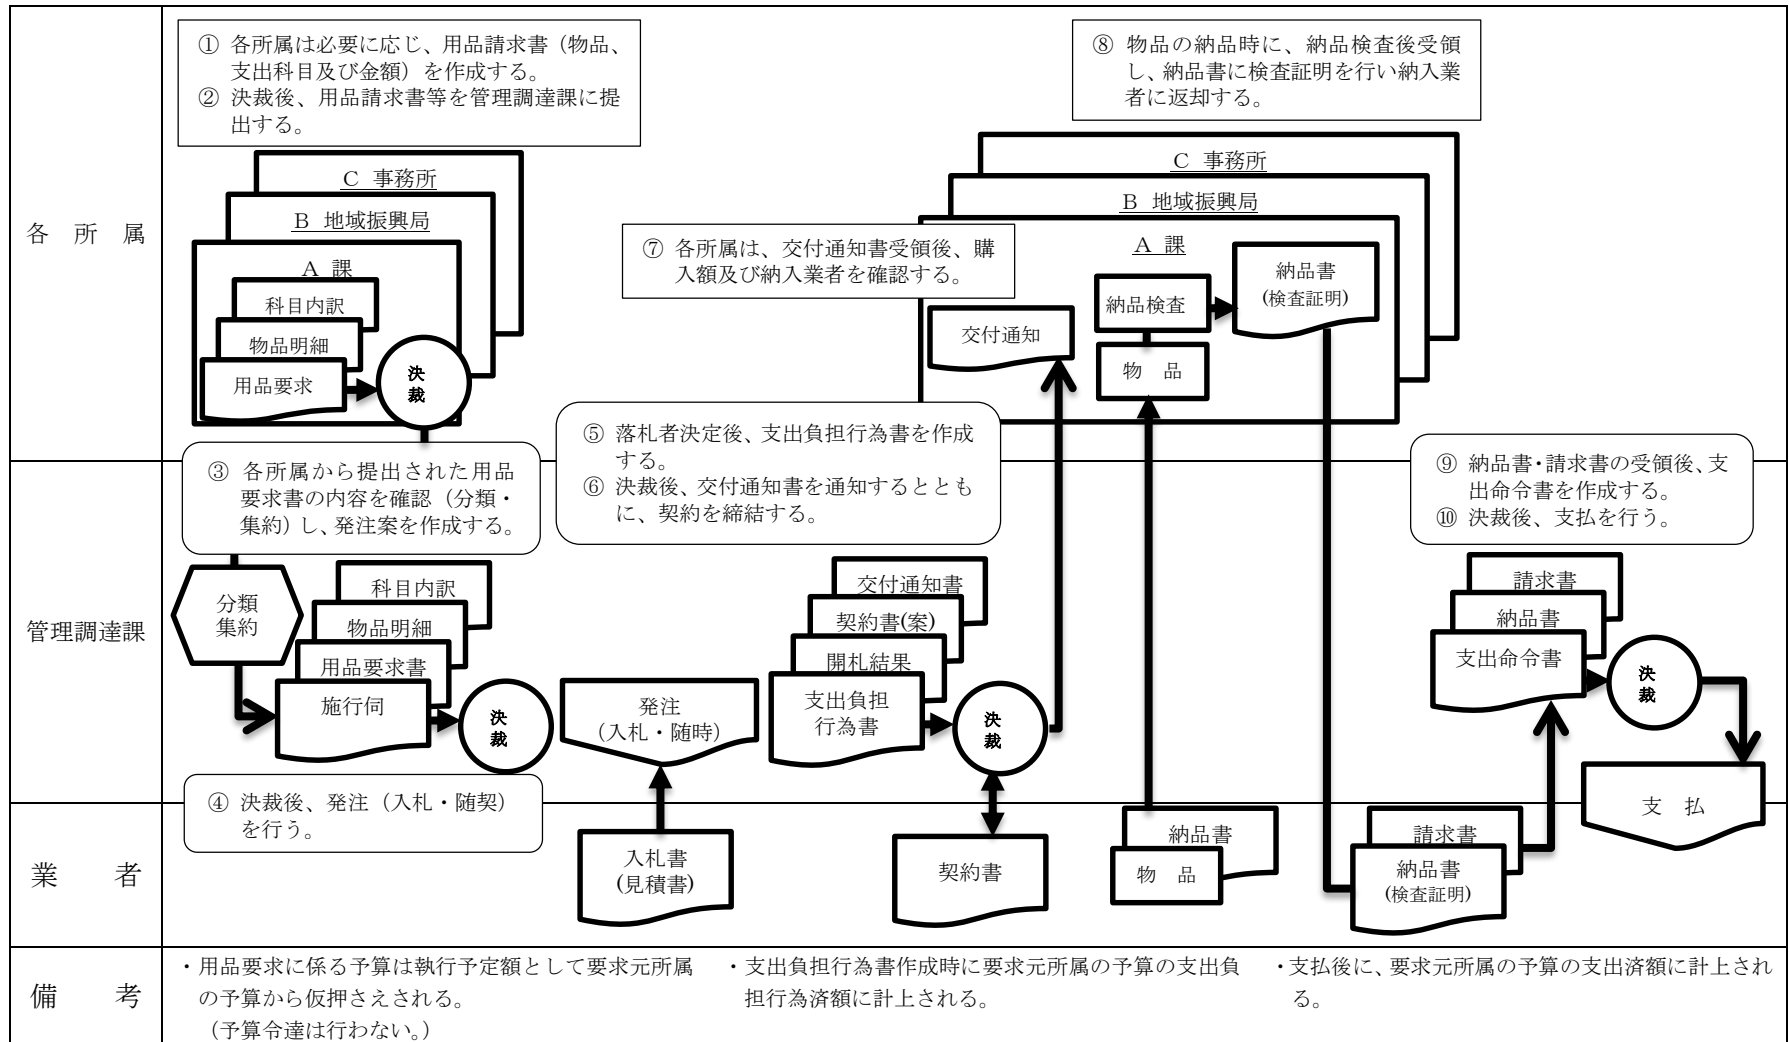 ① 各所属は必要に応じ、用品請求書（物品、
支出科目及び金額）を作成する。
② 決裁後、用品請求書等を管理調達課に提
出する。
⑧ 物品の納品時に、納品検査後受領
し、納品書に検査証明を行い納入業
者に返却する。
各 所 属
C 事務所
B 地域振興局
A 課
科目内訳
物品明細
用品要求
決
裁
⑦ 各所属は、交付通知書受領後、購
入額及び納入業者を確認する。
C 事務所
B 地域振興局
A 課
交付通知
納品検査
物 品
納品書
(検査証明)
管理調達課
③ 各所属から提出された用品
要求書の内容を確認（分類・
集約）し、発注案を作成する。
⑤ 落札者決定後、支出負担行為書を作成
する。
⑥ 決裁後、交付通知書を通知するととも
に、契約を締結する。
⑨ 納品書・請求書の受領後、支
出命令書を作成する。
⑩ 決裁後、支払を行う。
分類
集約
科目内訳
物品明細
用品要求書
施行伺
決
裁
発注
（入札・随時）
交付通知書
契約書(案)
開札結果
支出負担
行為書
決
裁
請求書
納品書
支出命令書
決
裁
支 払
④ 決裁後、発注（入札・随契）
を行う。
業 者
入札書
(見積書)
契約書
納品書
物 品
請求書
納品書
(検査証明)
備 考
・用品要求に係る予算は執行予定額として要求元所属
の予算から仮押さえされる。
（予算令達は行わない。）
・支出負担行為書作成時に要求元所属の予算の支出負
担行為済額に計上される。
・支払後に、要求元所属の予算の支出済額に計上され
る。